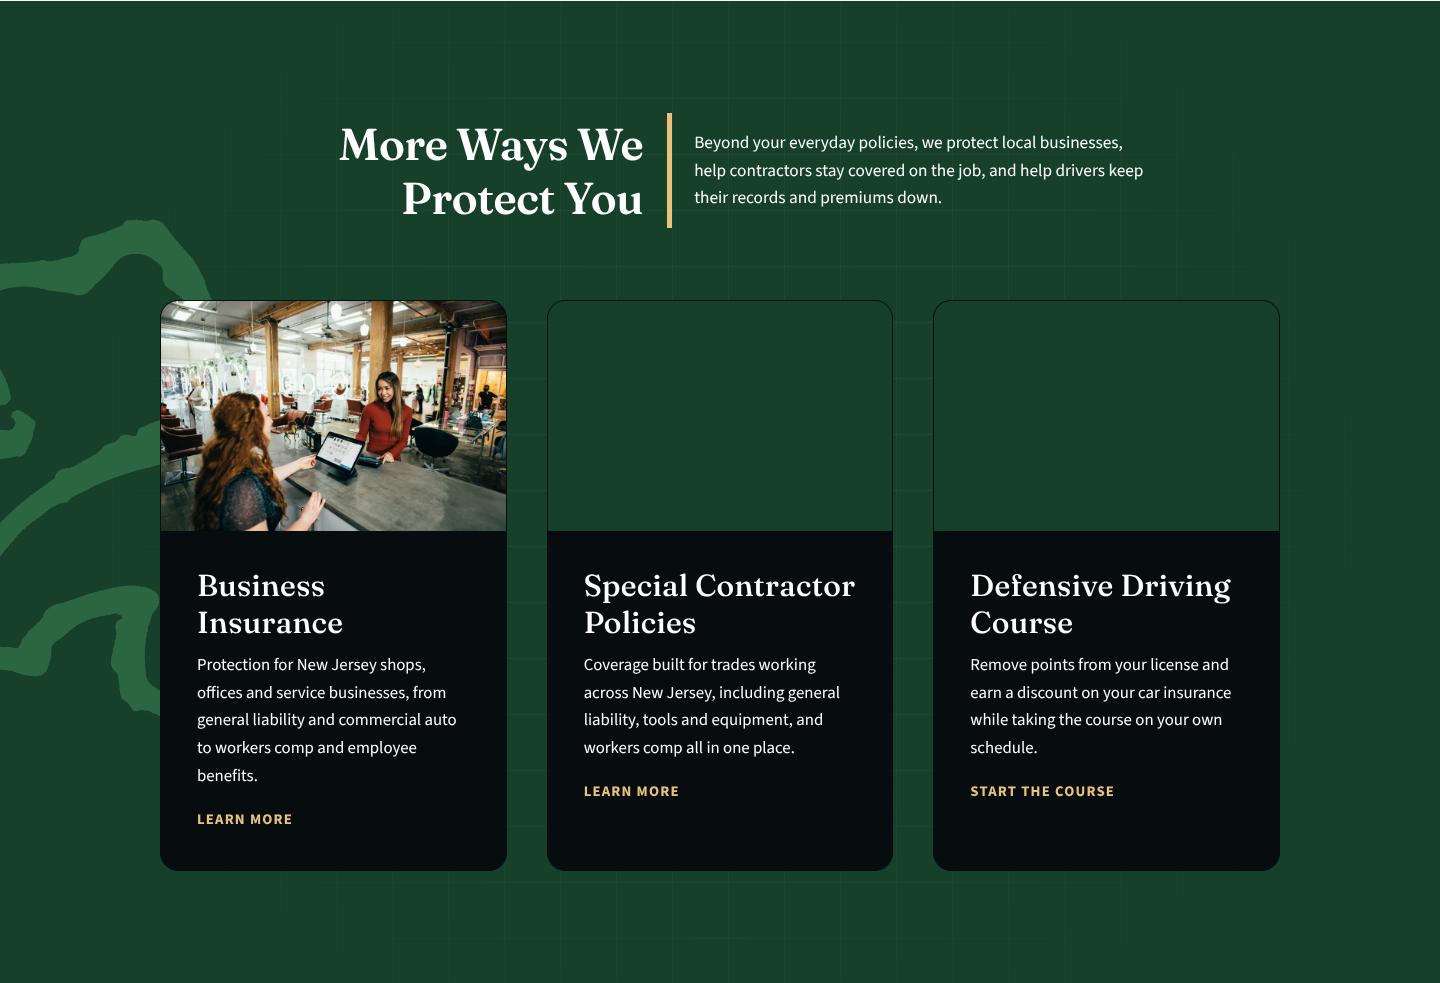 More Ways We
Protect You
Beyond your everyday policies, we protect local businesses,
help contractors stay covered on the job, and help drivers keep
their records and premiums down.
Business
Insurance
Protection for New Jersey shops,
offices and service businesses, from
general liability and commercial auto
to workers comp and employee
benefits.
LEARN MORE
Special Contractor
Policies
Coverage built for trades working
across New Jersey, including general
liability, tools and equipment, and
workers comp all in one place.
LEARN MORE
Defensive Driving
Course
Remove points from your license and
earn a discount on your car insurance
while taking the course on your own
schedule.
START THE COURSE